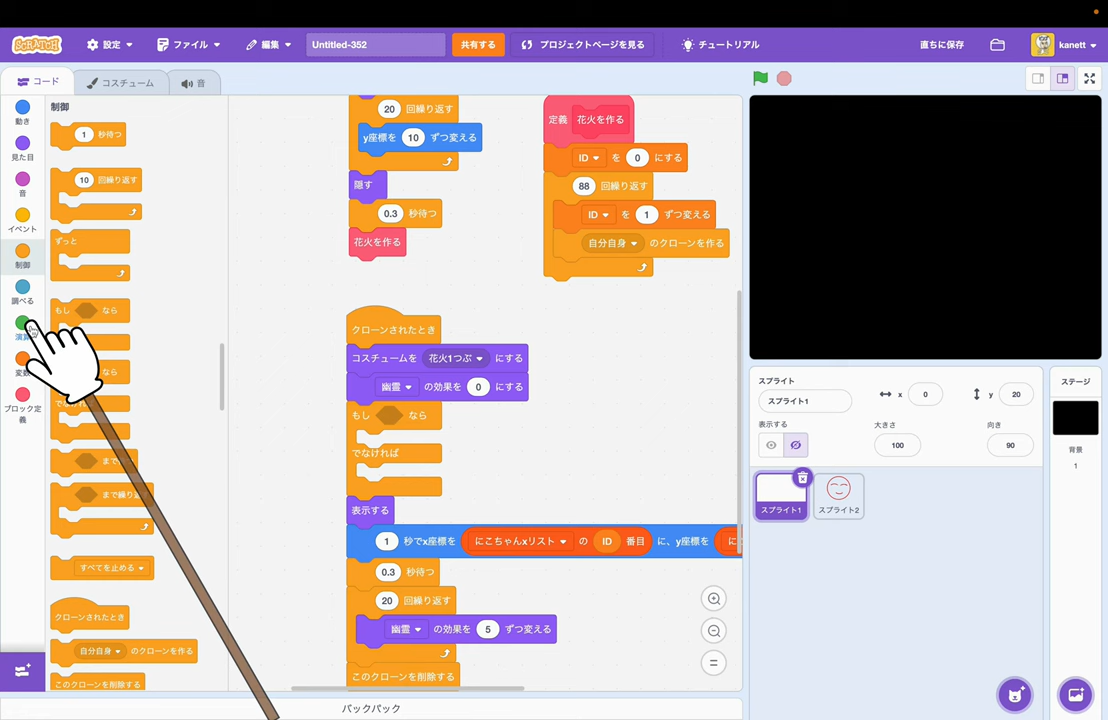 SCRATCH
設定
ファイル
編集
Untitled-352
共有する
プロジェクトページを見る
チュートリアル
直ちに保存
kanett
コード
コスチューム
音
動き
見た目
音
イベント
制御
調べる
ブロック定
義
制御
1 秒待つ
10 回繰り返す
ずっと
もし なら
なら
まで
まで繰り返
すべてを止める
クローンされたとき
自分自身 のクローンを作る
このクローンを削除する
20 回繰り返す
y座標を 10 ずつ変える
隠す
0.3 秒待つ
花火を作る
定義 花火を作る
ID を 0 にする
88 回繰り返す
ID を 1 ずつ変える
自分自身 のクローンを作る
クローンされたとき
コスチュームを 花火1つぶ にする
幽霊 の効果を 0 にする
もし なら
でなければ
表示する
1 秒でx座標を にこちゃんxリスト の ID 番目 に、y座標を に
0.3 秒待つ
20 回繰り返す
幽霊 の効果を 5 ずつ変える
このクローンを削除する
バックパック
スプライト
スプライト1
x 0
y 20
表示する
大きさ
100
向き
90
スプライト1
スプライト2
ステージ
背景
1